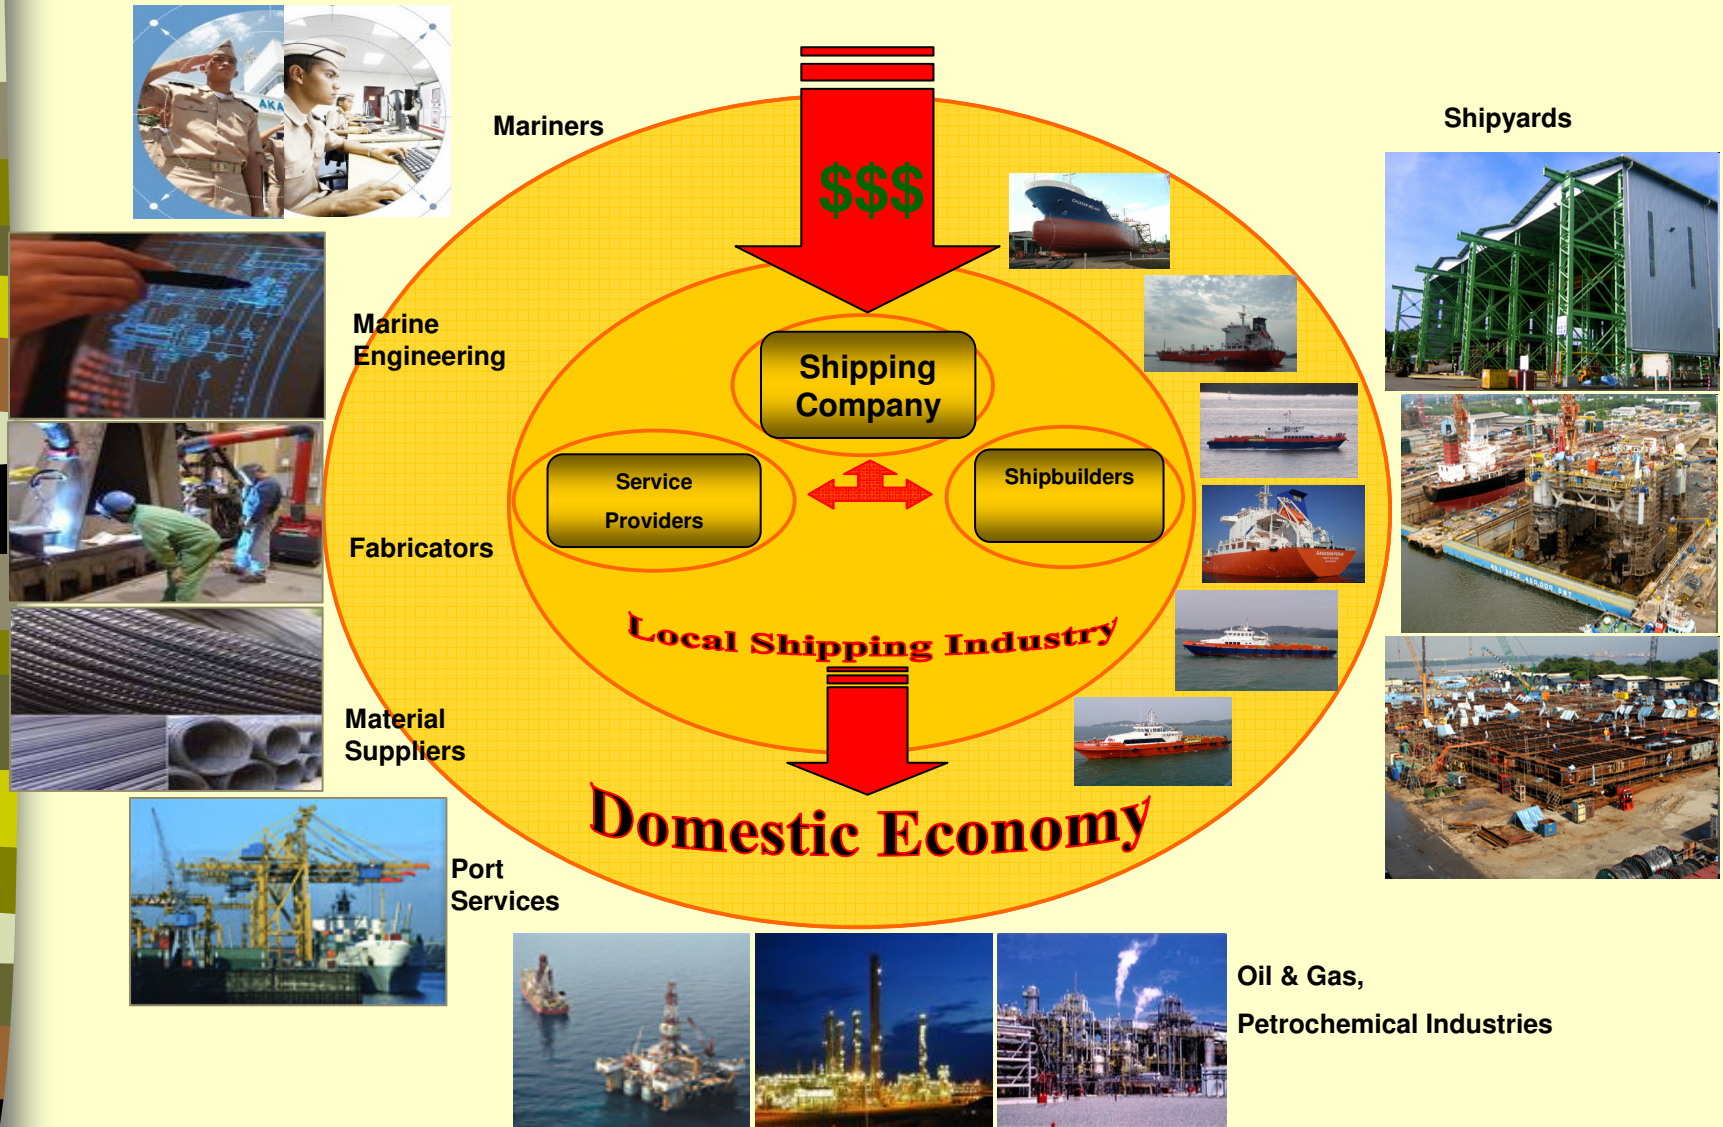 Mariners
Shipyards
$$$
AKA
Marine
Engineering
Shipping
Company
Service
Providers
Shipbuilders
Fabricators
Local Shipping Industry
Material
Suppliers
Domestic Economy
Port
Services
Oil & Gas,
Petrochemical Industries